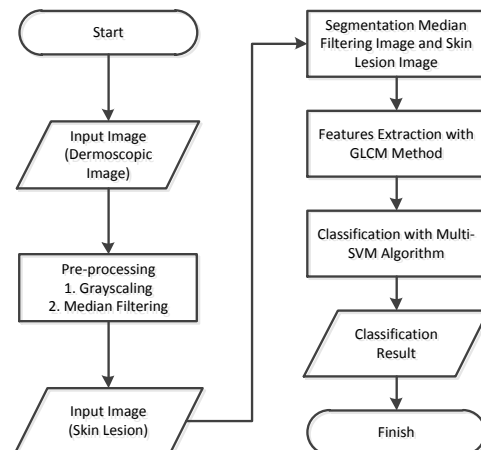 Start
Input Image
(Dermoscopic
Image)
Pre-processing
1. Grayscaling
2. Median Filtering
Input Image
(Skin Lesion)
Segmentation Median
Filtering Image and Skin
Lesion Image
Features Extraction with
GLCM Method
Classification with Multi-
SVM Algorithm
Classification
Result
Finish